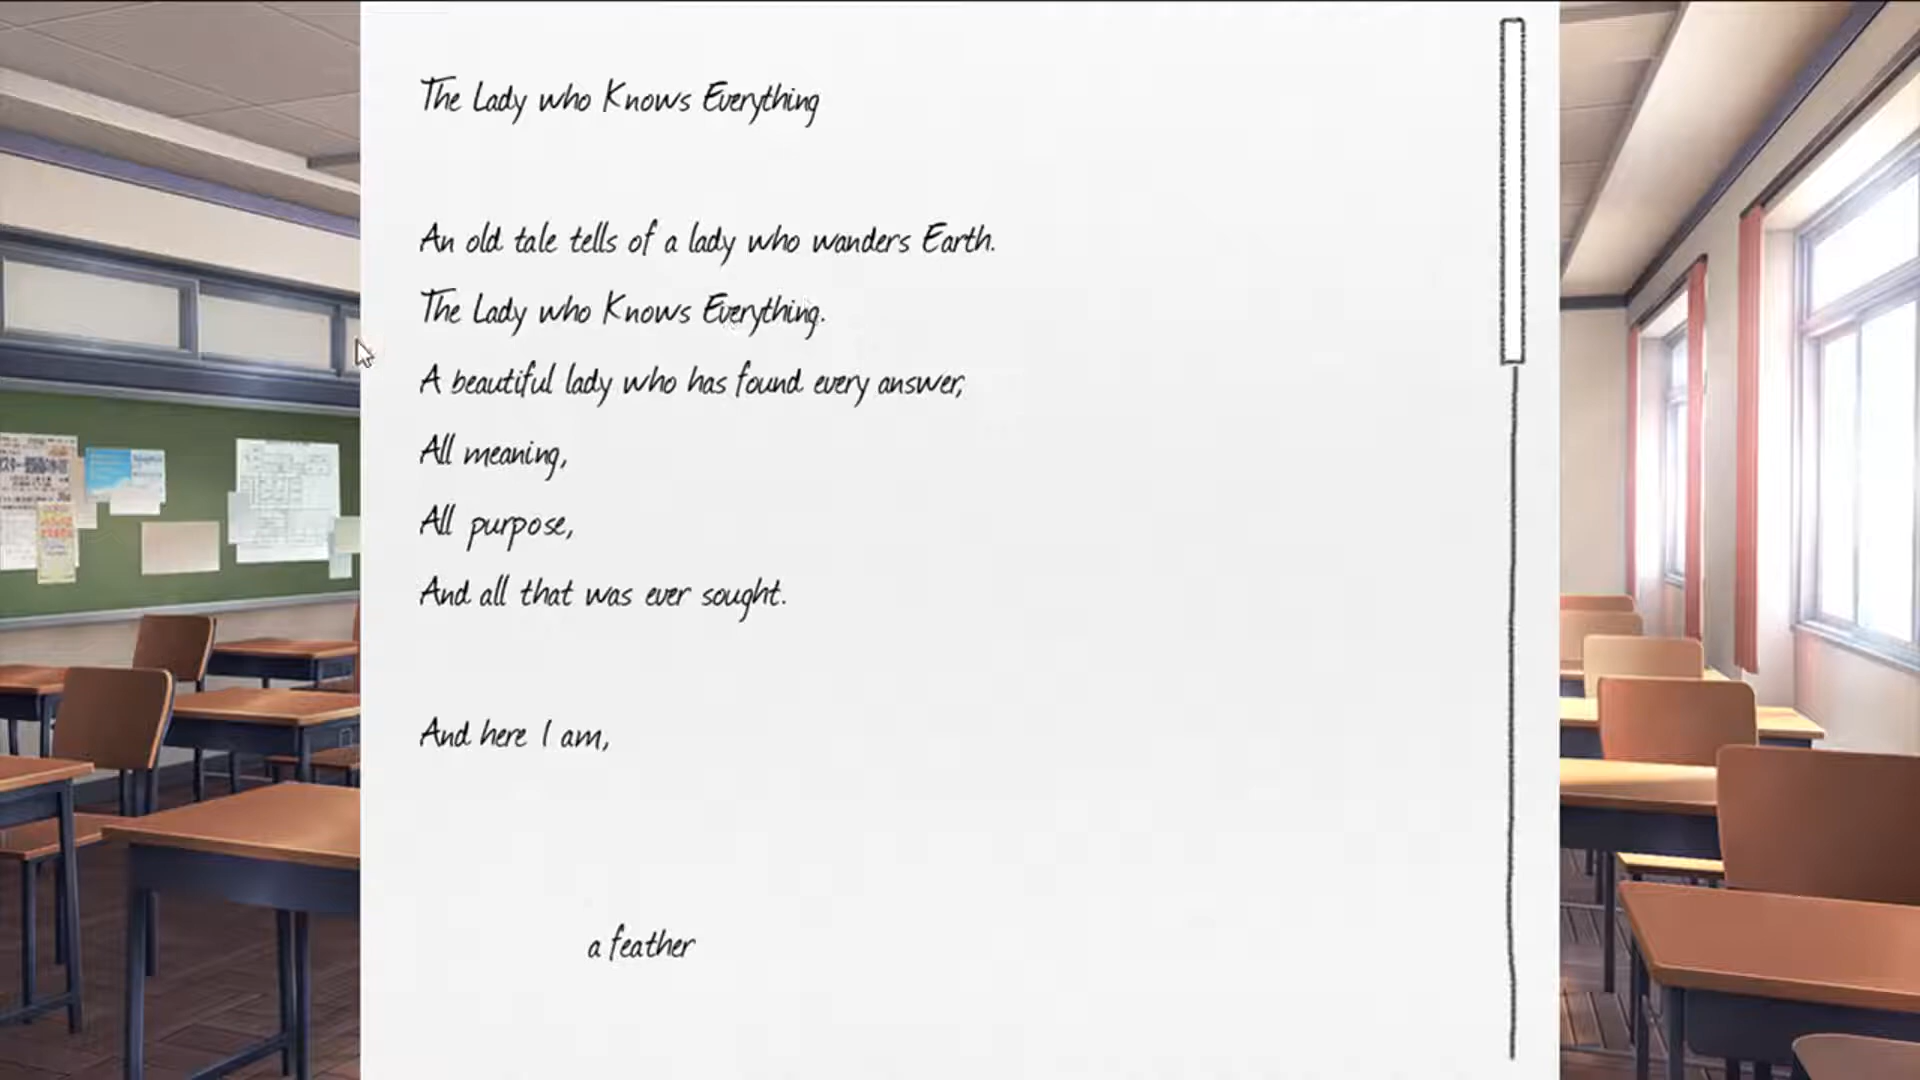 The Lady who Knows Everything
An old tale tells of a lady who wanders Earth.
The Lady who Knows Everything.
A beautiful lady who has found every answer,
All meaning,
All purpose,
And all that was ever sought.
And here I am,
a feather